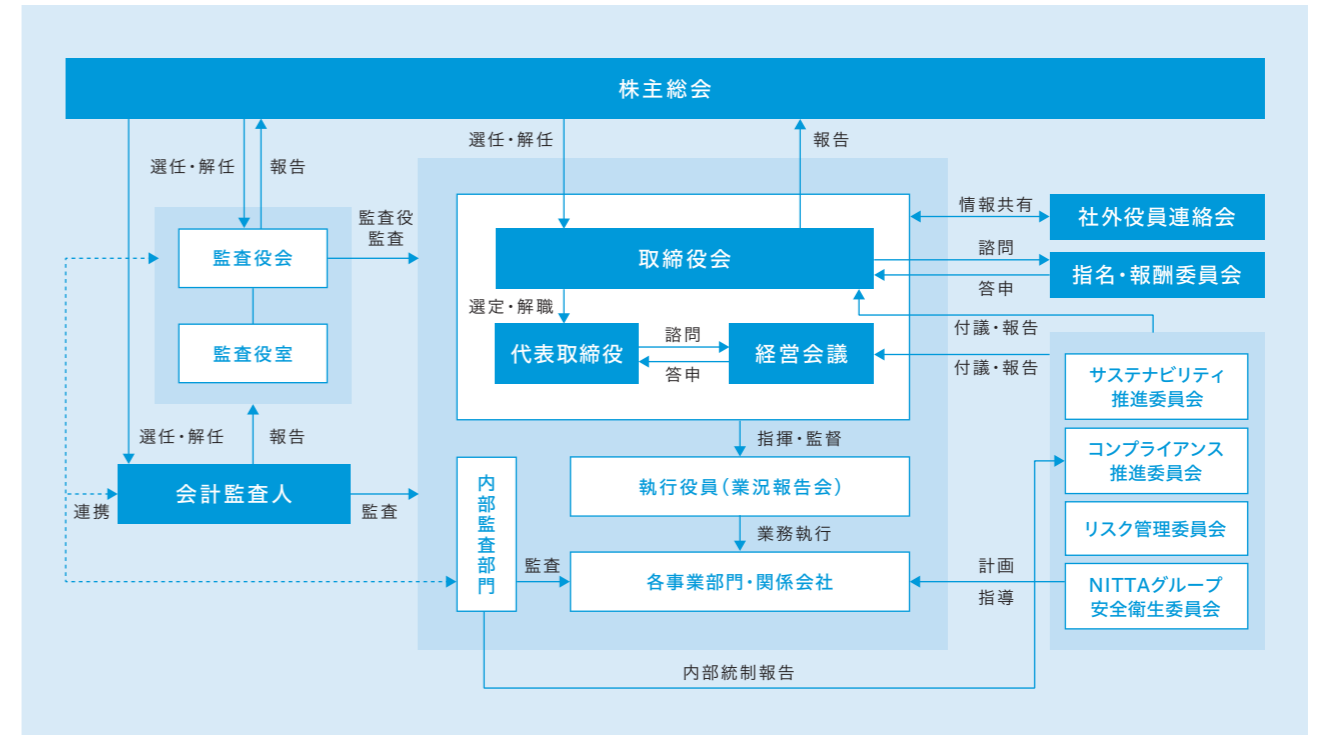 株主総会
選任・解任
報告
選任・解任
報告
監査役
監査
情報共有
社外役員連絡会
監査役会
取締役会
諮問
答申
指名・報酬委員会
選定・解職
監査役室
代表取締役
諮問
答申
経営会議
付議・報告
付議・報告
サステナビリティ
推進委員会
選任・解任
報告
指揮・監督
コンプライアンス
推進委員会
会計監査人
連携
監査
内部監査部門
執行役員(業況報告会)
業務執行
リスク管理委員会
監査
各事業部門・関係会社
計画
指導
NITTAグループ
安全衛生委員会
内部統制報告